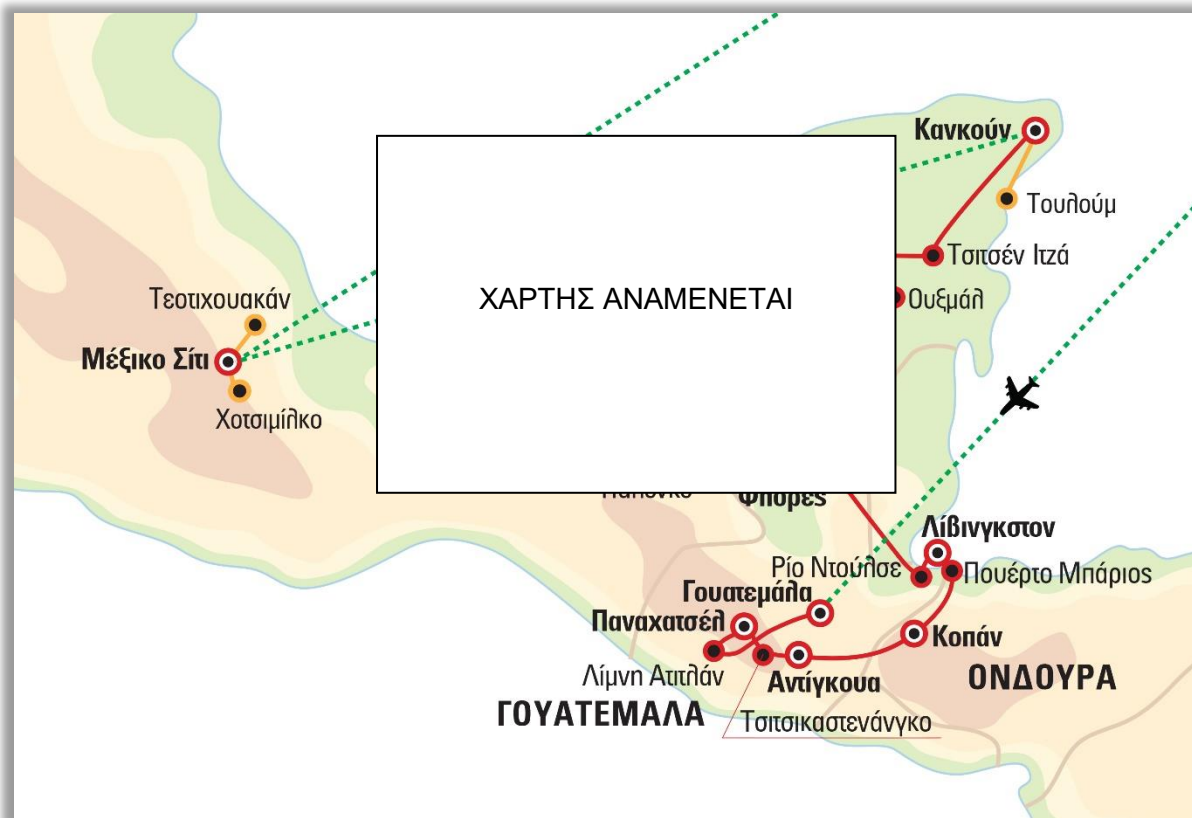 Κανκούν
Τουλούμ
Τσιτσέν Ιτζά
Ουξμάλ
ΧΑΡΤΗΣ ΑΝΑΜΕΝΕΤΑΙ
Τεοτιχουακάν
Μέξικο Σίτι
Χοτσιμίλκο
Φλορες
Λίβινγκστον
Ρίο Ντούλσε
Πουέρτο Μπάριος
Γουατεμάλα
Παναχατσέλ
Κοπάν
Λίμνη Ατιτλάν
Αντίγκουα
ΟΝΔΟΥΡΑ
ΓΟΥΑΤΕΜΑΛΑ
Τσιτσικαστενάνγκο